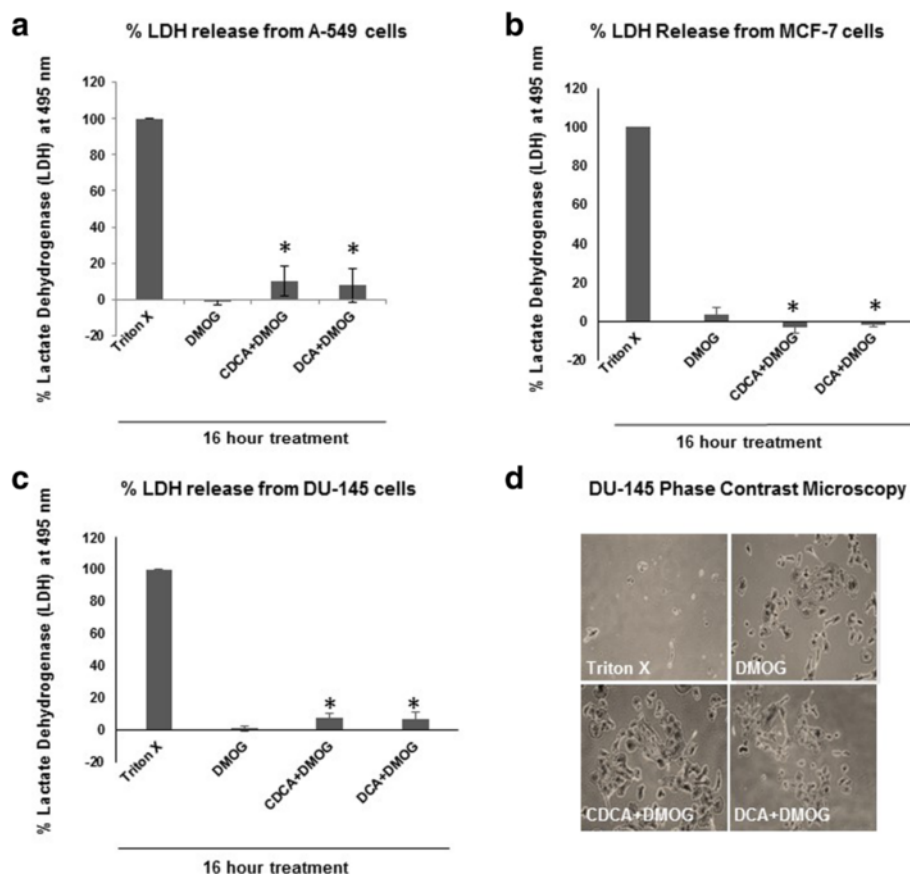 a
% LDH release from A-549 cells
% Lactate Dehydrogenase (LDH) at 495 nm
120
100
80
60
40
20
0
-20
*
*
Triton X
DMOG
CDCA+DMOG
DCA+DMOG
16 hour treatment
b
% LDH Release from MCF-7 cells
% Lactate Dehydrogenase (LDH) at 495 nm
120
100
80
60
40
20
0
-20
*
*
Triton X
DMOG
CDCA+DMOG
DCA+DMOG
16 hour treatment
c
% LDH release from DU-145 cells
% Lactate Dehydrogenase (LDH) at 495 nm
120
100
80
60
40
20
0
-20
*
*
Triton X
DMOG
CDCA+DMOG
DCA+DMOG
16 hour treatment
d
DU-145 Phase Contrast Microscopy
Triton X
DMOG
CDCA+DMOG
DCA+DMOG